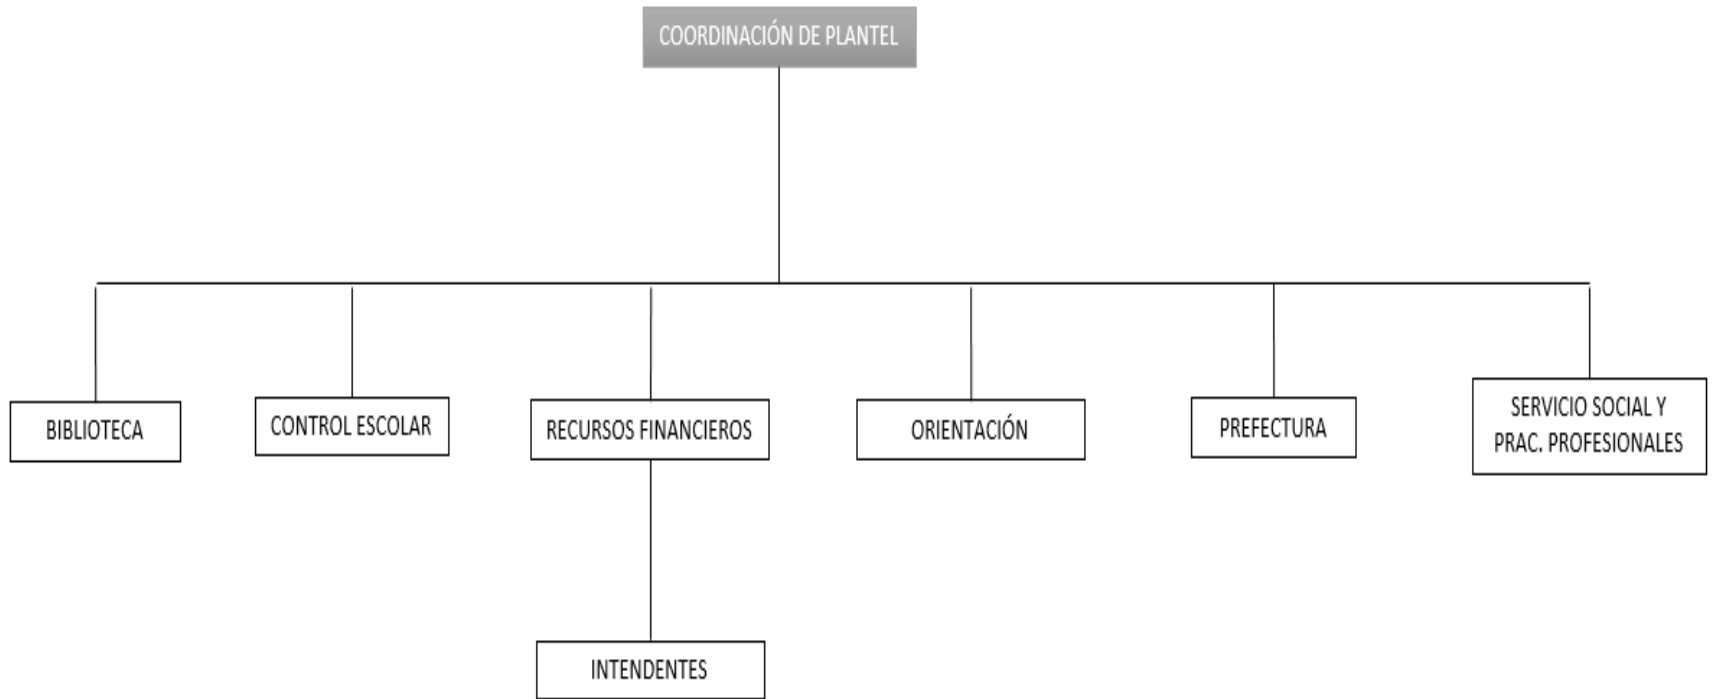 COORDINACIÓN DE PLANTEL
BIBLIOTECA
CONTROL ESCOLAR
RECURSOS FINANCIEROS
ORIENTACIÓN
PREFECTURA
SERVICIO SOCIAL Y
PRAC. PROFESIONALES
INTENDENTES